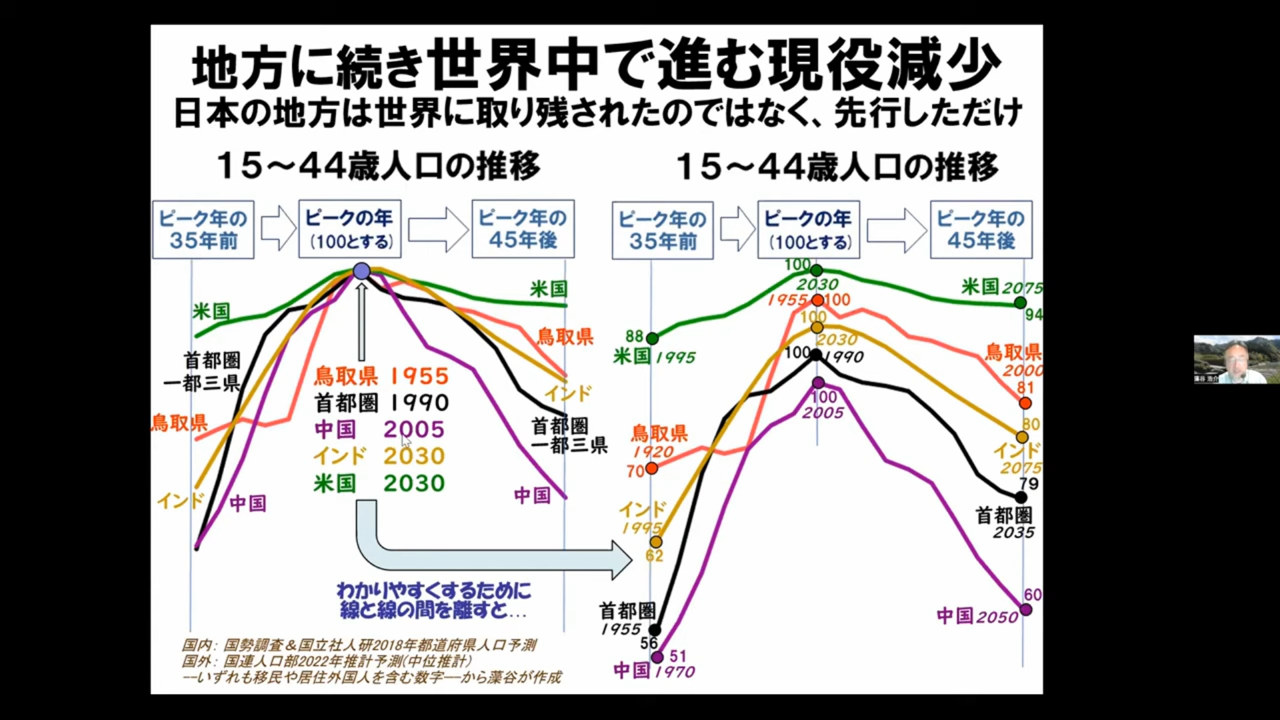 地方に続き世界中で進む現役減少
日本の地方は世界に取り残されたのではなく、先行しただけ
15～44歳人口の推移
ピーク年の
35年前
ピークの年
(100とする)
ピーク年の
45年後
米国
首都圏
一都三県
鳥取県
インド
中国
米国
鳥取県
インド
首都圏
一都三県
中国
鳥取県 1955
首都圏 1990
中国 2005
インド 2030
米国 2030
わかりやすくするために
線と線の間を離すと…
国内： 国勢調査＆国立社人研2018年都道府県人口予測
国外： 国連人口部2022年推計予測(中位推計)
--いずれも移民や居住外国人を含む数字--から藻谷が作成
15～44歳人口の推移
ピーク年の
35年前
ピークの年
(100とする)
ピーク年の
45年後
100
2030
米国 2075
94
88
米国 1995
1955 100
鳥取県
2000
81
100
2030
100 1990
80
インド
2075
100
2005
鳥取県
1920
70
インド
1995
62
79
首都圏
2035
首都圏
1955
56
60
中国 2050
51
中国 1970
藻谷 浩介